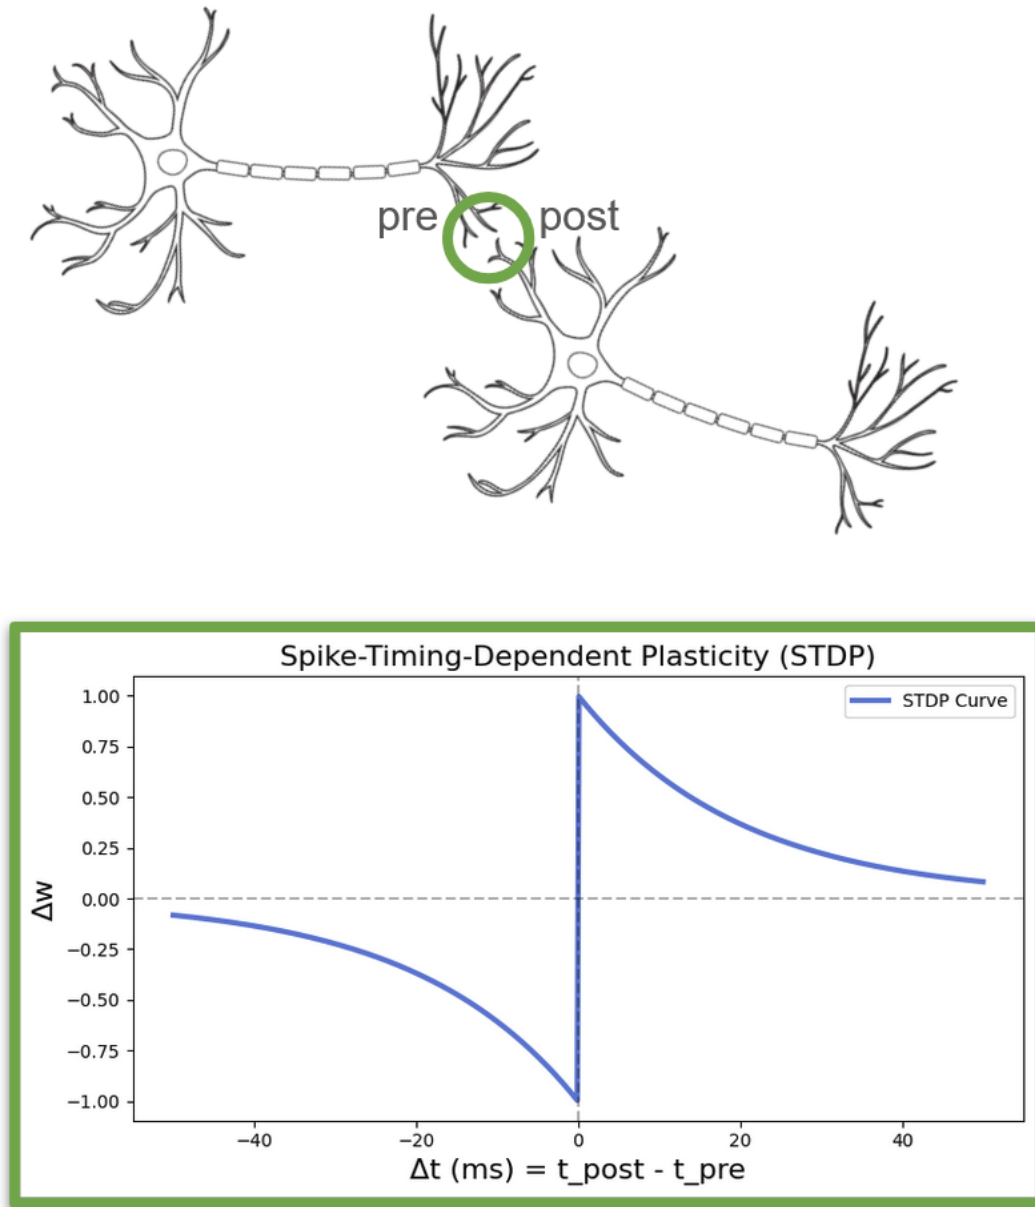 pre post
Spike-Timing-Dependent Plasticity (STDP)
STDP Curve
1.00
0.75
0.50
0.25
0.00
−0.25
−0.50
−0.75
−1.00
Δw
−40 −20 0 20 40
Δt (ms) = t_post - t_pre